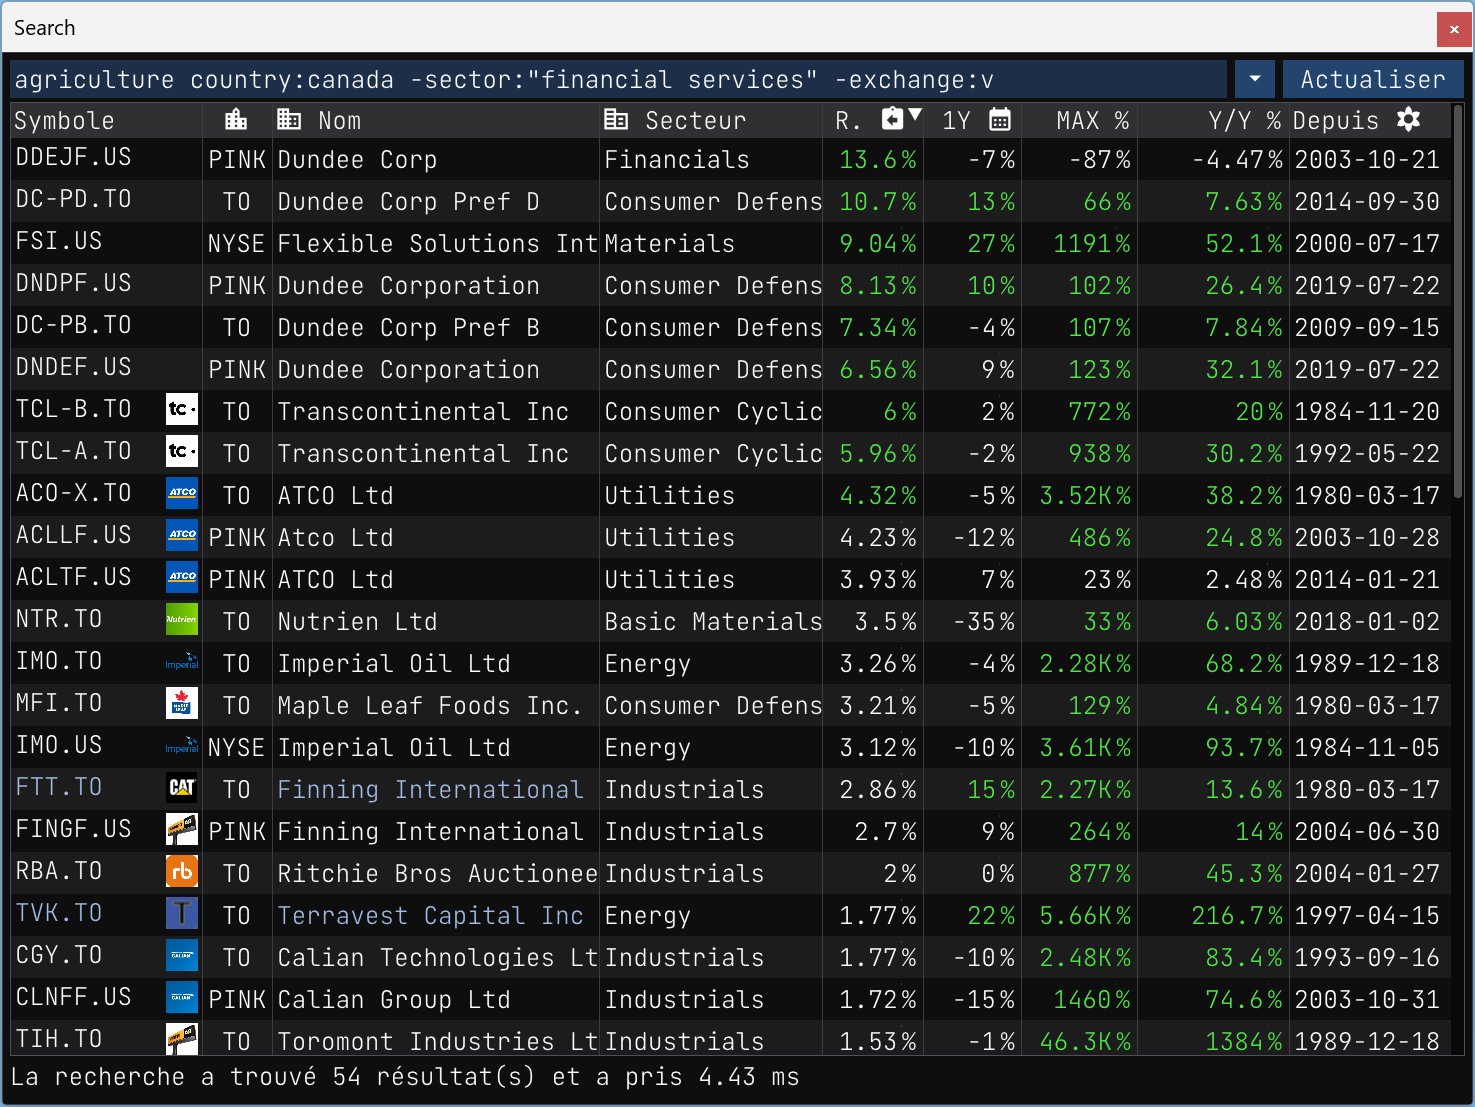 Search
agriculture country:canada -sector:"financial services" -exchange:v Actualiser
Symbole Nom Secteur R. 1Y MAX % Y/Y % Depuis
DDEJF.US PINK Dundee Corp Financials 13.6% -7% -87% -4.47% 2003-10-21
DC-PD.TO TO Dundee Corp Pref D Consumer Defens 10.7% 13% 66% 7.63% 2014-09-30
FSI.US NYSE Flexible Solutions Int Materials 9.04% 27% 1191% 52.1% 2000-07-17
DNDPF.US PINK Dundee Corporation Consumer Defens 8.13% 10% 102% 26.4% 2019-07-22
DC-PB.TO TO Dundee Corp Pref B Consumer Defens 7.34% -4% 107% 7.84% 2009-09-15
DNDEF.US PINK Dundee Corporation Consumer Defens 6.56% 9% 123% 32.1% 2019-07-22
TCL-B.TO tc TO Transcontinental Inc Consumer Cyclic 6% 2% 772% 20% 1984-11-20
TCL-A.TO tc TO Transcontinental Inc Consumer Cyclic 5.96% -2% 938% 30.2% 1992-05-22
ACO-X.TO ATCO TO ATCO Ltd Utilities 4.32% -5% 3.52K% 38.2% 1980-03-17
ACLLF.US ATCO PINK Atco Ltd Utilities 4.23% -12% 486% 24.8% 2003-10-28
ACLTF.US ATCO PINK ATCO Ltd Utilities 3.93% 7% 23% 2.48% 2014-01-21
NTR.TO Nutrien TO Nutrien Ltd Basic Materials 3.5% -35% 33% 6.03% 2018-01-02
IMO.TO Imperial TO Imperial Oil Ltd Energy 3.26% -4% 2.28K% 68.2% 1989-12-18
MFI.TO MAPLE LEAF TO Maple Leaf Foods Inc. Consumer Defens 3.21% -5% 129% 4.84% 1980-03-17
IMO.US Imperial NYSE Imperial Oil Ltd Energy 3.12% -10% 3.61K% 93.7% 1984-11-05
FTT.TO CAT TO Finning International Industrials 2.86% 15% 2.27K% 13.6% 1980-03-17
FINGF.US PINK Finning International Industrials 2.7% 9% 264% 14% 2004-06-30
RBA.TO rb TO Ritchie Bros Auctionee Industrials 2% 0% 877% 45.3% 2004-01-27
TVK.TO T TO Terravest Capital Inc Energy 1.77% 22% 5.66K% 216.7% 1997-04-15
CGY.TO CALIAN TO Calian Technologies Lt Industrials 1.77% -10% 2.48K% 83.4% 1993-09-16
CLNFF.US CALIAN PINK Calian Group Ltd Industrials 1.72% -15% 1460% 74.6% 2003-10-31
TIH.TO TO Toromont Industries Lt Industrials 1.53% -1% 46.3K% 1384% 1989-12-18
La recherche a trouvé 54 résultat(s) et a pris 4.43 ms